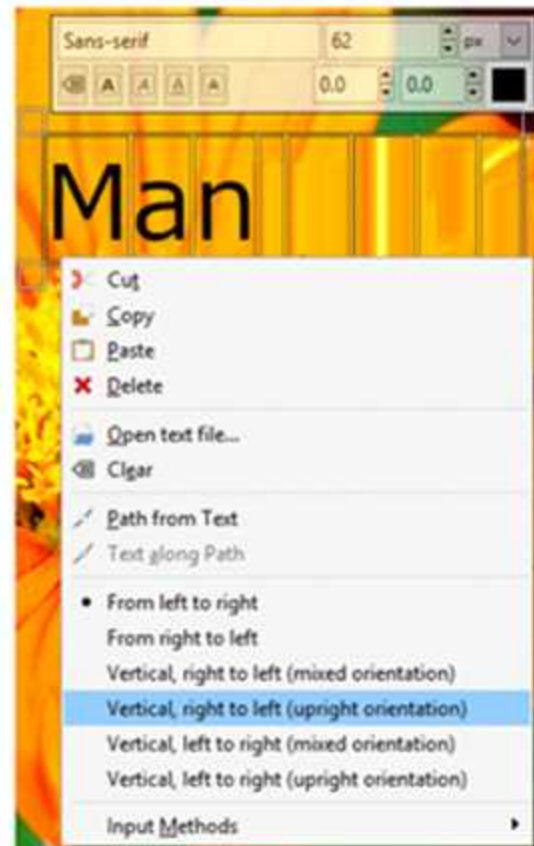 Sans-serif 62 px
A A A A 0.0 0.0
Man
Cut
Copy
Paste
Delete
Open text file...
Clear
Path from Text
Text along Path
From left to right
From right to left
Vertical, right to left (mixed orientation)
Vertical, right to left (upright orientation)
Vertical, left to right (mixed orientation)
Vertical, left to right (upright orientation)
Input Methods